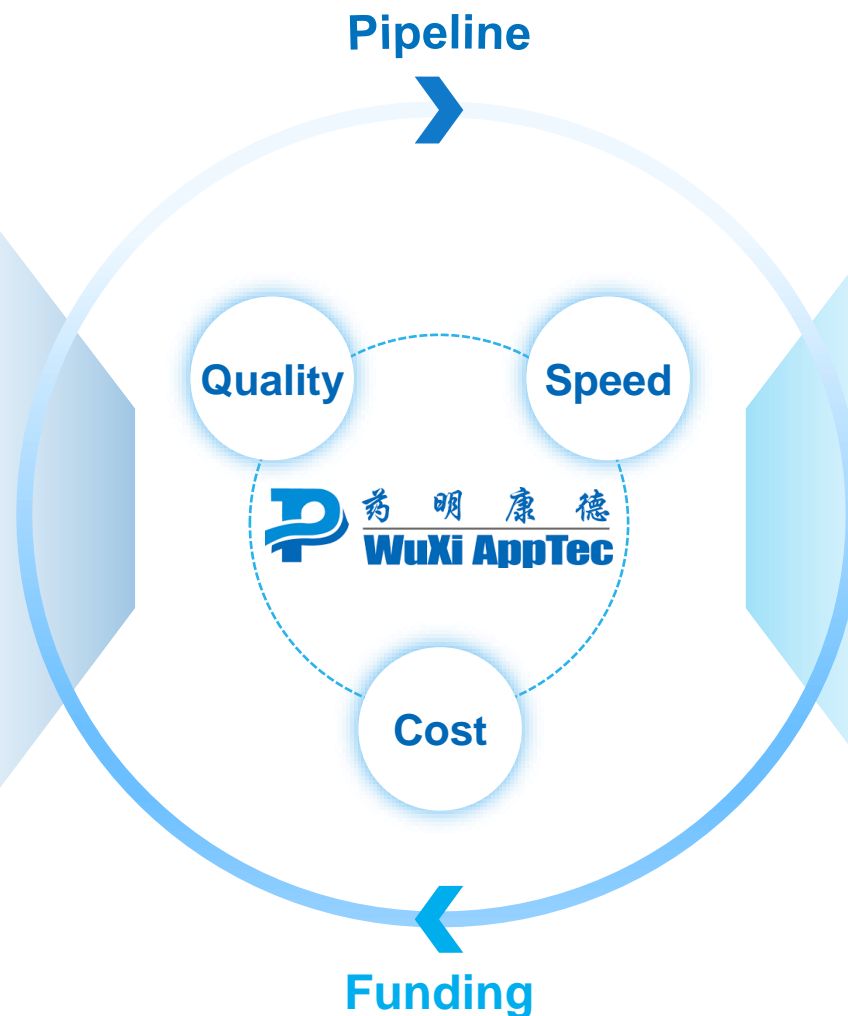 Pipeline
Quality
Speed
药明康德
WuXi AppTec
Cost
Funding